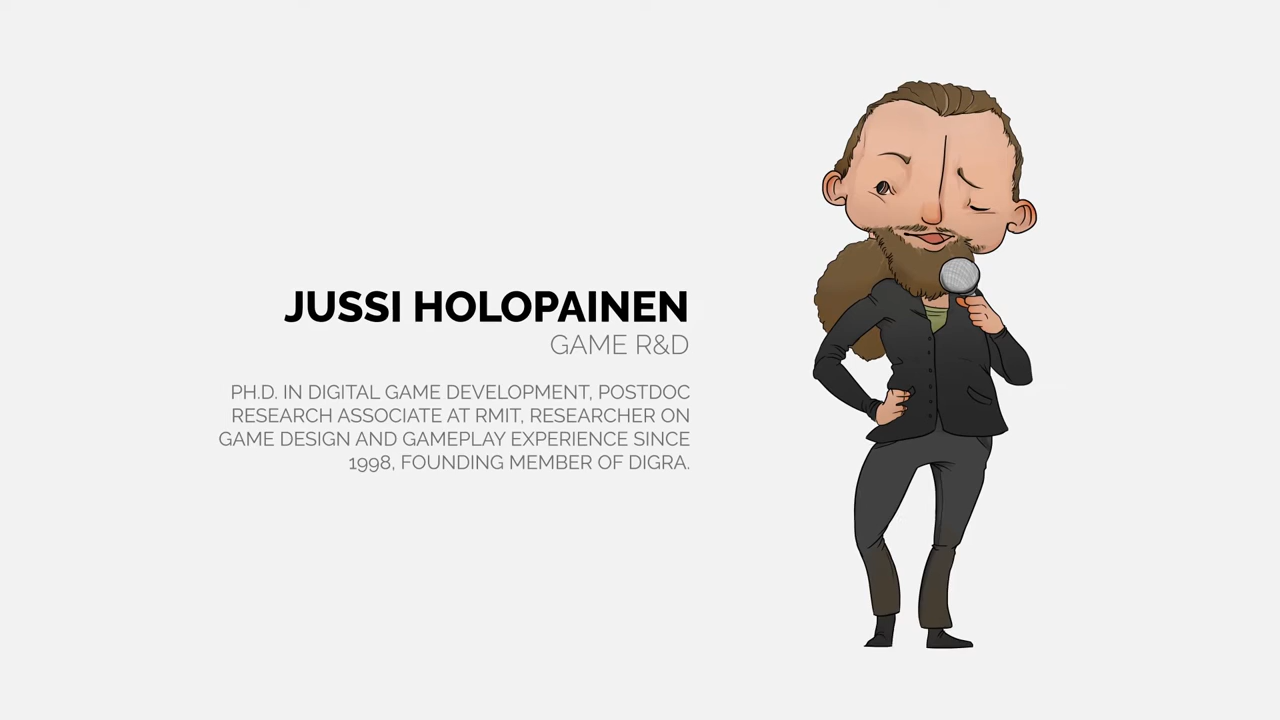 JUSSI HOLOPAINEN
GAME R&D
PH.D. IN DIGITAL GAME DEVELOPMENT, POSTDOC
RESEARCH ASSOCIATE AT RMIT, RESEARCHER ON
GAME DESIGN AND GAMEPLAY EXPERIENCE SINCE
1998, FOUNDING MEMBER OF DIGRA.